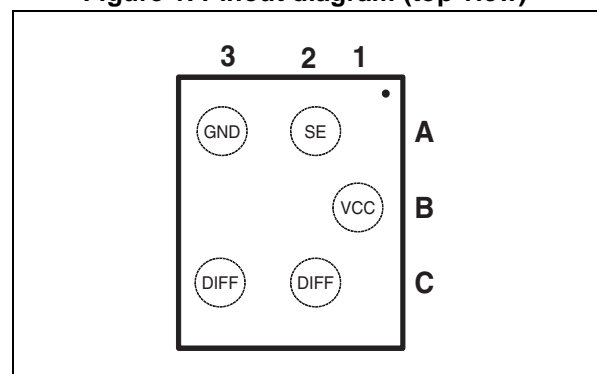 Figure 1. Pinout diagram (top view)
3 2 1
GND SE A
VCC B
DIFF DIFF C